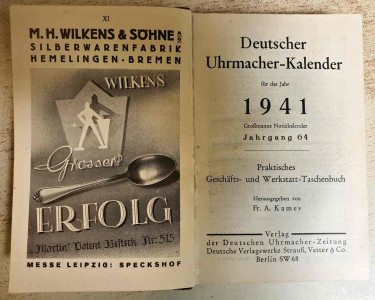 XI
M. H. WILKENS & SÖHNE
SILBERWARENFABRIK
HEMELINGEN-BREMEN
WILKENS
Grosser
ERFOLG
„Martin" Patent Besteck Nr: 515
MESSE LEIPZIG: SPECKSHOF
Deutscher
Uhrmacher-Kalender
für das Jahr
1941
Großmanns Notizkalender
Jahrgang 64
Praktisches
Geschäfts- und Werkstatt-Taschenbuch
Herausgegeben von
Fr. A. Kames
Verlag
der Deutschen Uhrmacher-Zeitung
Deutsche Verlagswerke Strauß, Vetter & Co.
Berlin SW 68